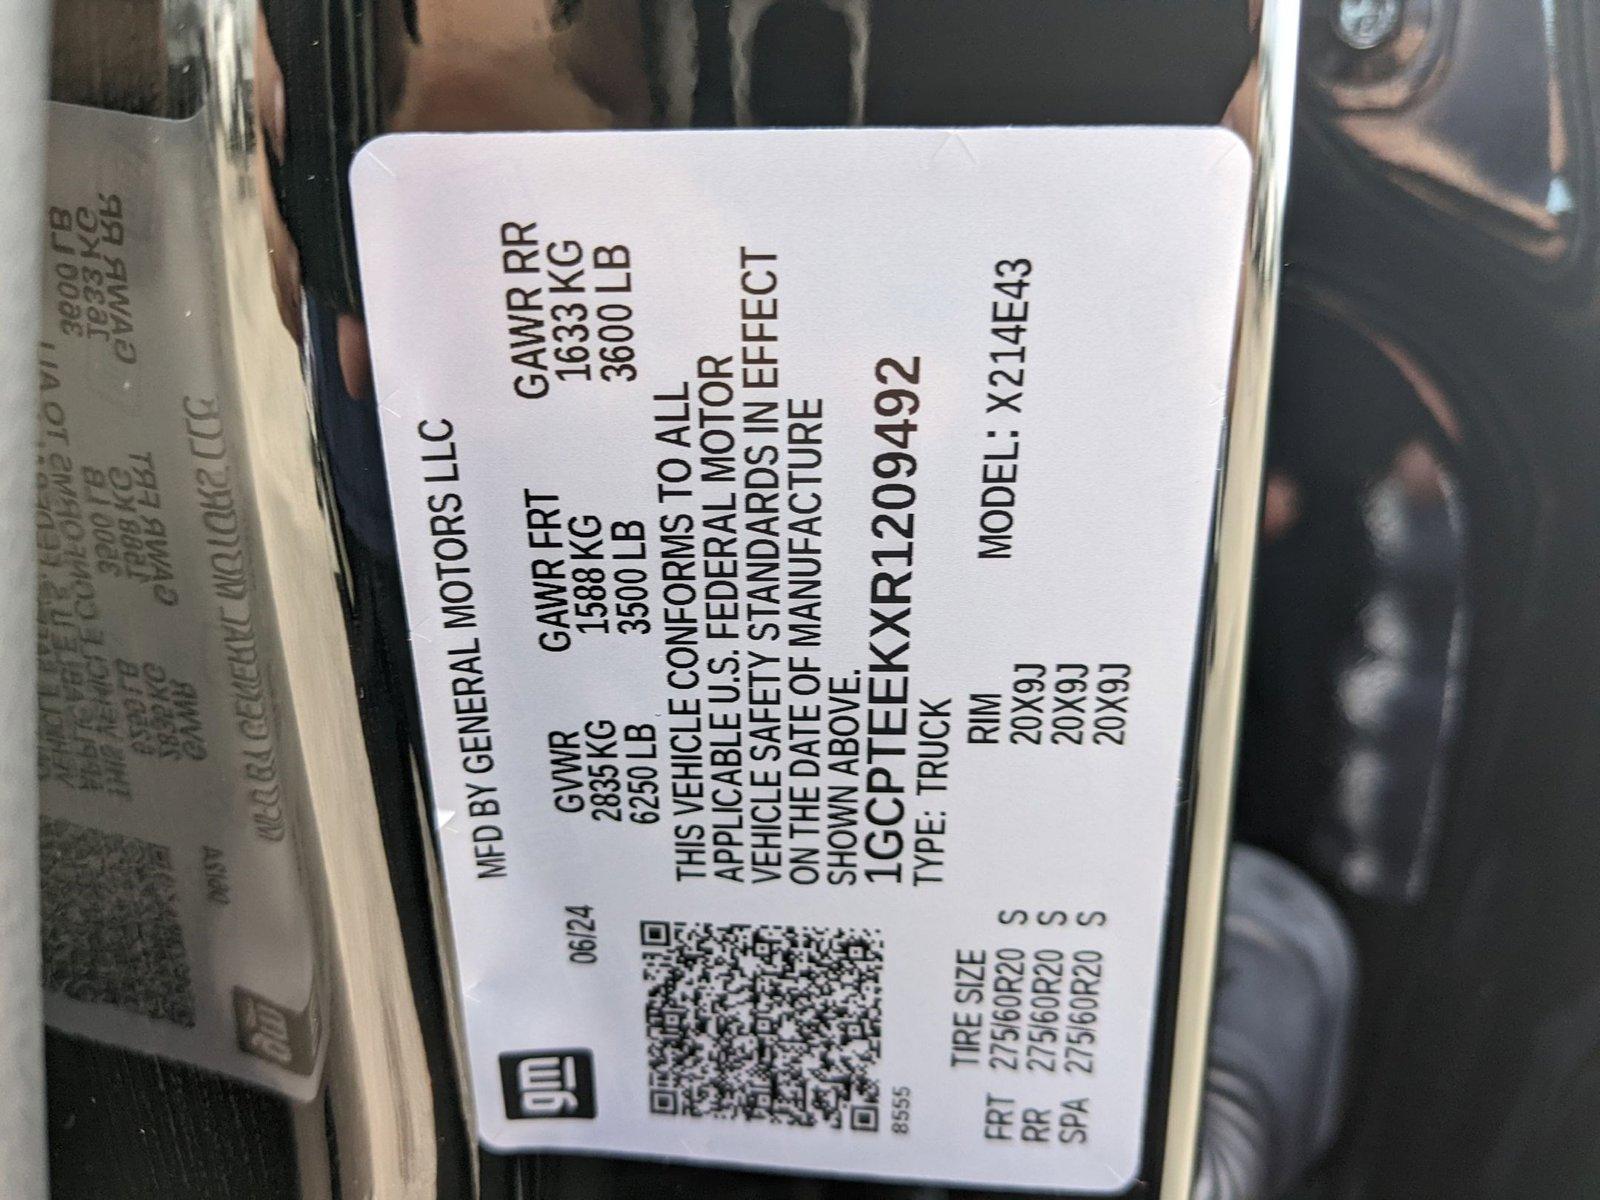 gm
06/24
MFD BY GENERAL MOTORS LLC
GVWR GAWR FRT GAWR RR
2835 KG 1588 KG 1633 KG
6250 LB 3500 LB 3600 LB
THIS VEHICLE CONFORMS TO ALL
APPLICABLE U.S. FEDERAL MOTOR
VEHICLE SAFETY STANDARDS IN EFFECT
ON THE DATE OF MANUFACTURE
SHOWN ABOVE.
1GCPTEEKXR1209492
8555
TYPE: TRUCK
MODEL: X214E43
TIRE SIZE RIM
FRT 275/60R20 S 20X9J
RR 275/60R20 S 20X9J
SPA 275/60R20 S 20X9J